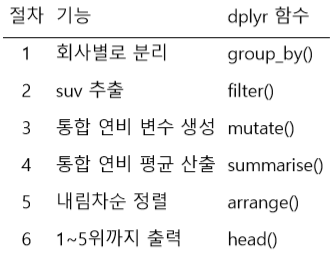 절차 기능 dplyr 함수
1 회사별로 분리 group_by()
2 suv 추출 filter()
3 통합 연비 변수 생성 mutate()
4 통합 연비 평균 산출 summarise()
5 내림차순 정렬 arrange()
6 1~5위까지 출력 head()